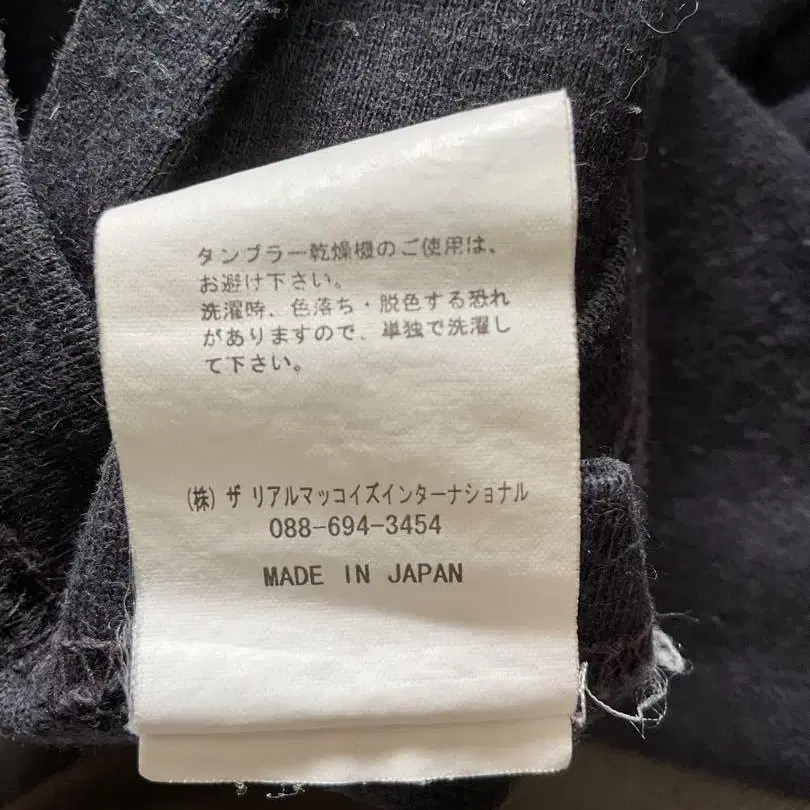 タンブラー乾燥機のご使用は、
お避け下さい。
洗濯時、色落ち・脱色する恐れ
がありますので、単独で洗濯し
て下さい。
(株) ザ リアルマッコイズインターナショナル
088-694-3454
MADE IN JAPAN